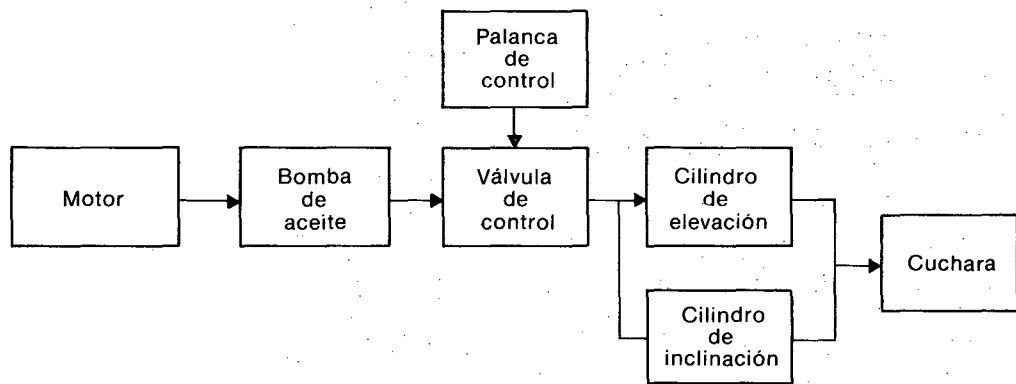 Palanca
de
control
Motor
Bomba
de
aceite
Válvula
de
control
Cilindro
de
elevación
Cuchara
Cilindro
de
inclinación